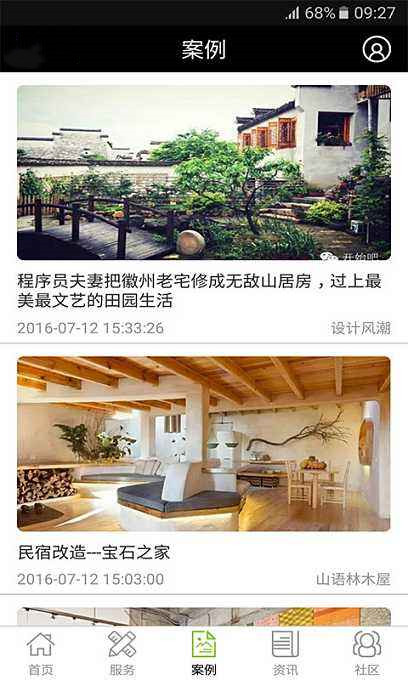 68% 09:27
案例
开始吧
程序员夫妻把徽州老宅修成无敌山居房，过上最
美最文艺的田园生活
2016-07-12 15:33:26 设计风潮
民宿改造---宝石之家
2016-07-12 15:03:00 山语林木屋
首页 服务 案例 资讯 社区